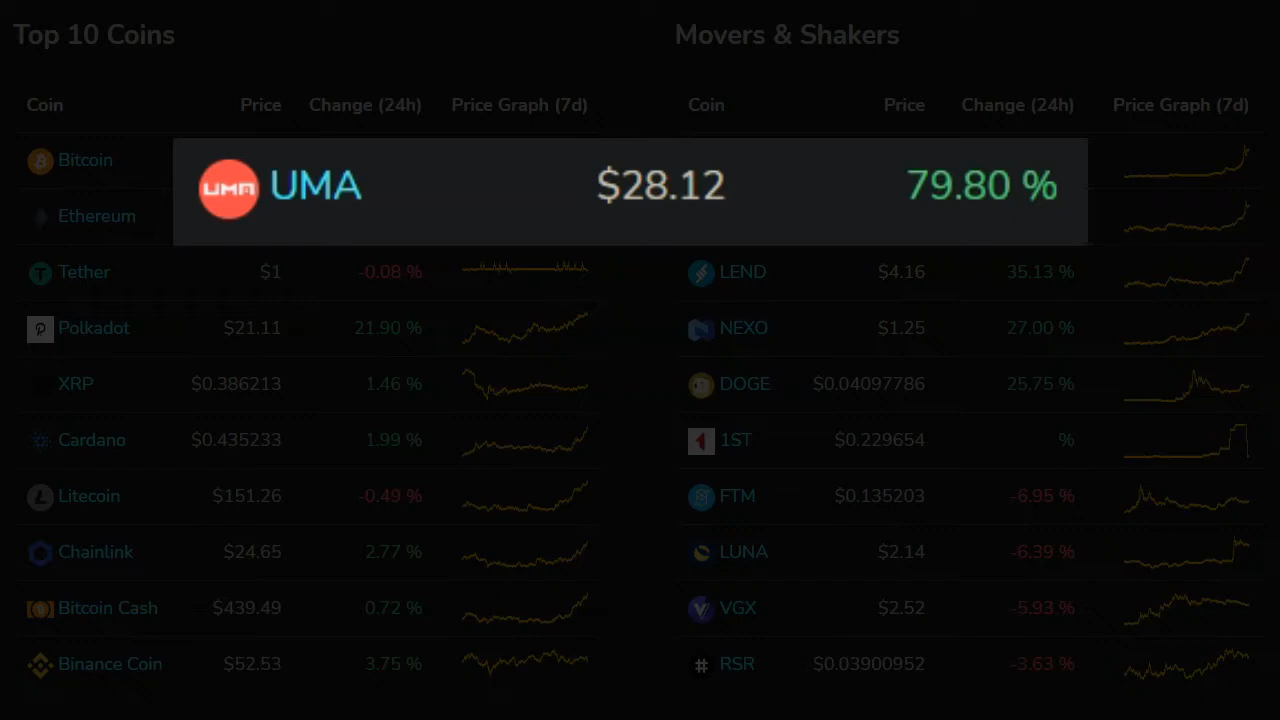 Top 10 Coins
Coin Price Change (24h) Price Graph (7d)
Bitcoin
Ethereum
Tether $1 -0.08 %
Polkadot $21.11 21.90 %
XRP $0.386213 1.46 %
Cardano $0.435233 1.99 %
Litecoin $151.26 -0.49 %
Chainlink $24.65 2.77 %
Bitcoin Cash $439.49 0.72 %
Binance Coin $52.53 3.75 %
Movers & Shakers
Coin Price Change (24h) Price Graph (7d)
UMA UMA $28.12 79.80 %
LEND $4.16 35.13 %
NEXO $1.25 27.00 %
DOGE $0.04097786 25.75 %
1ST $0.229654 %
FTM $0.135203 -6.95 %
LUNA $2.14 -6.39 %
VGX $2.52 -5.93 %
RSR $0.03900952 -3.63 %